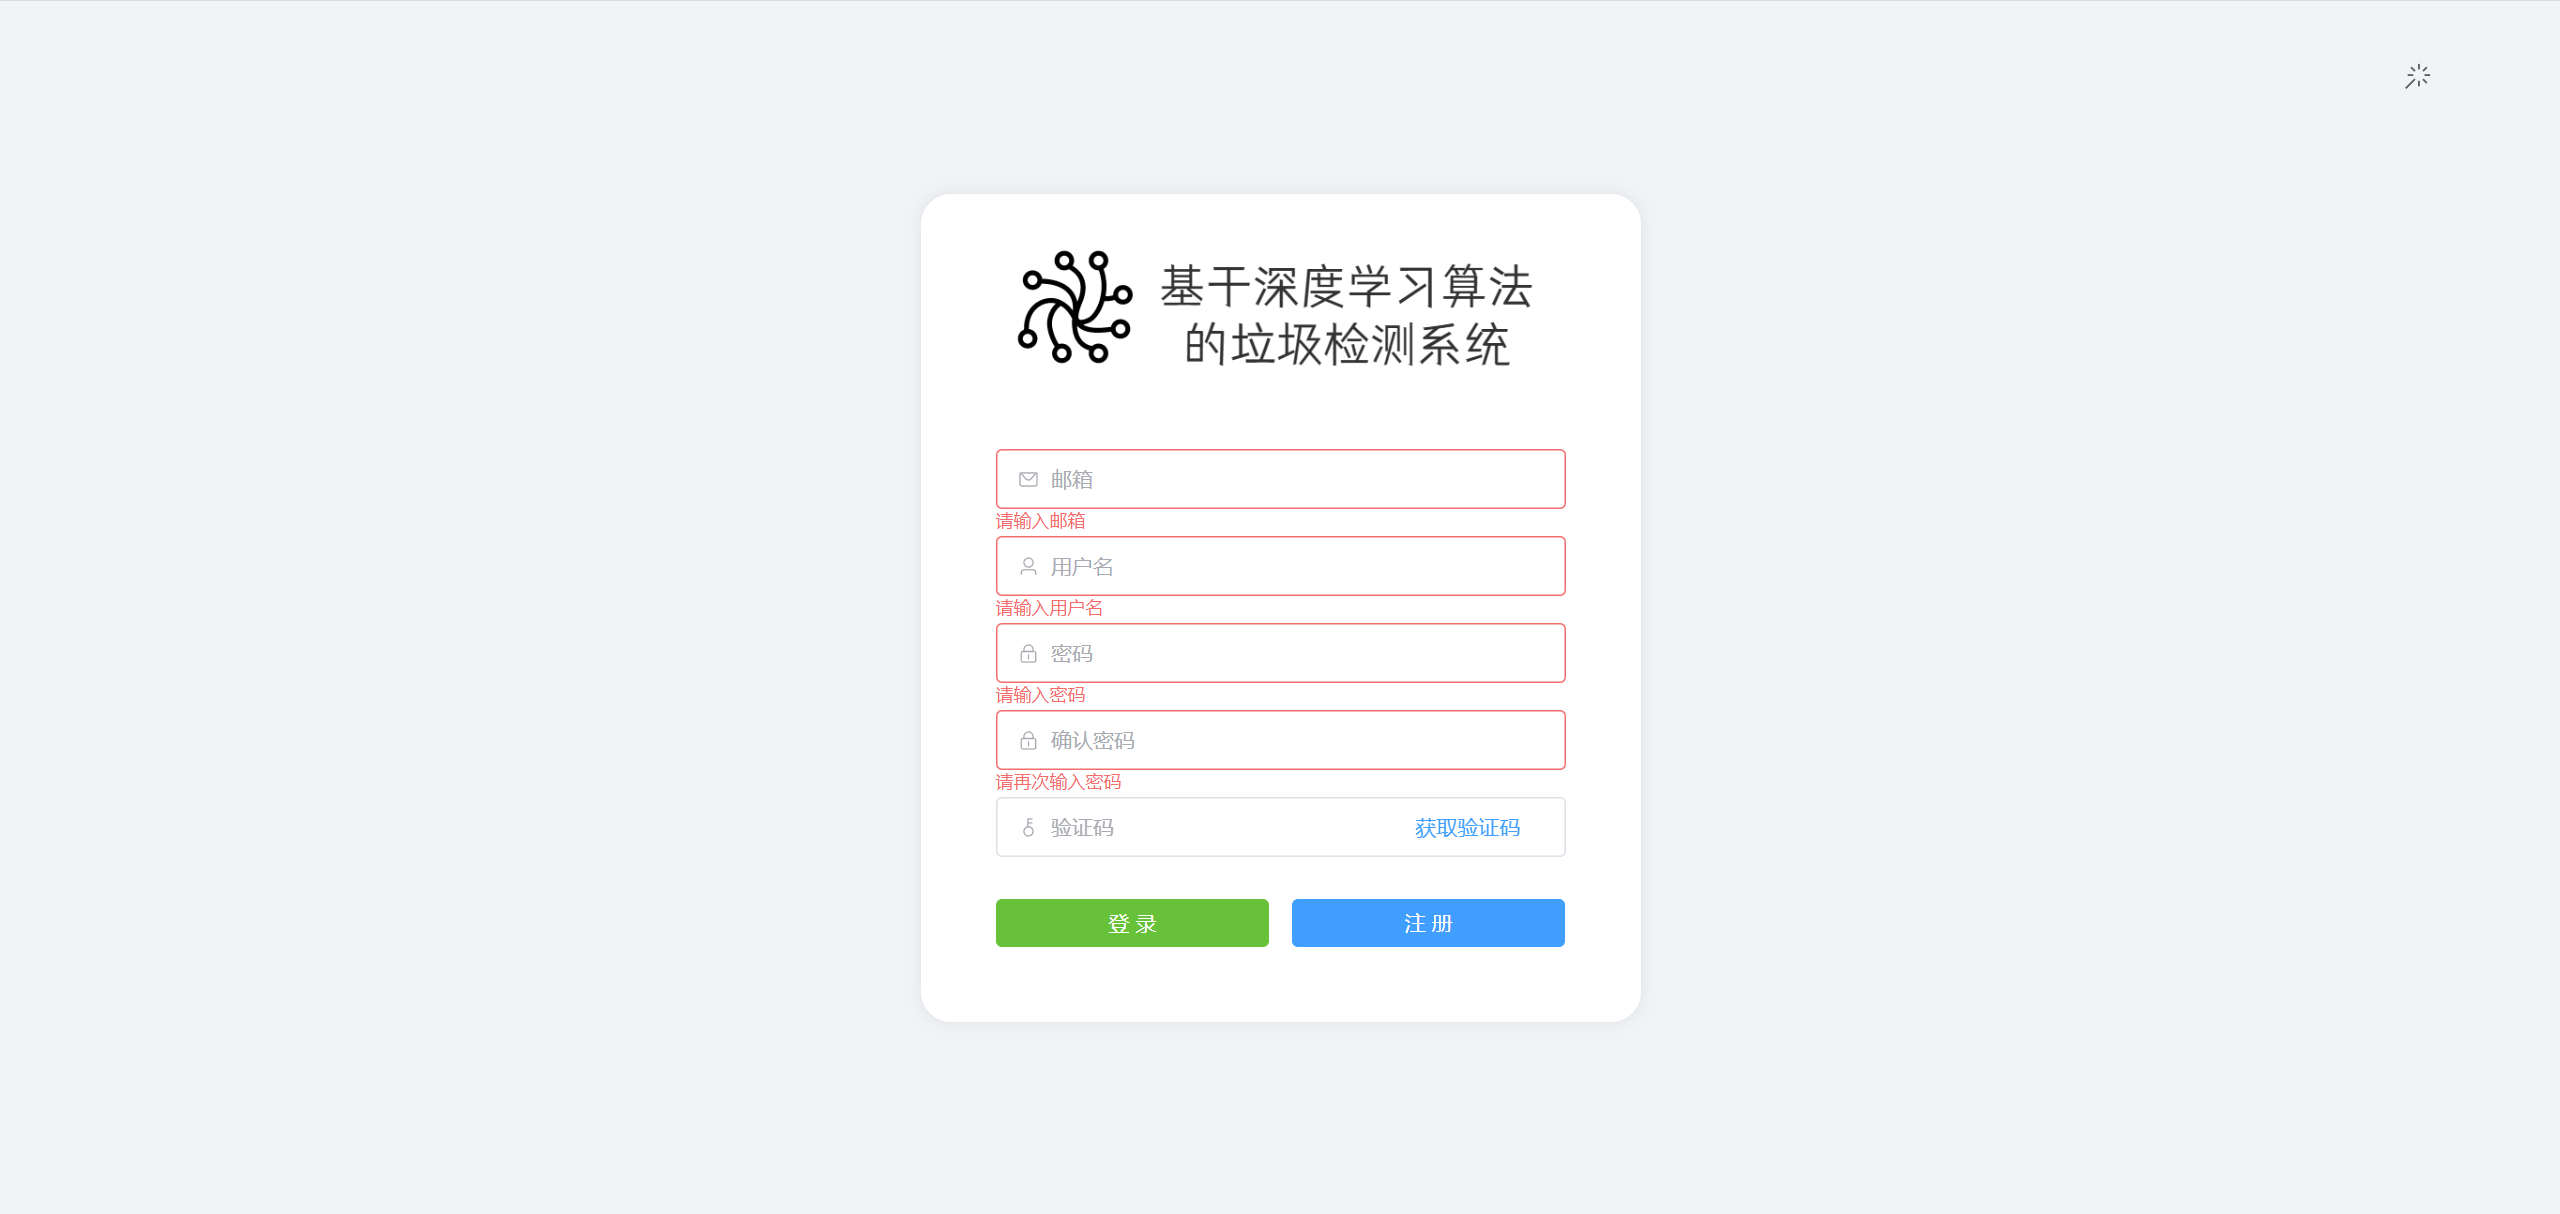 基于深度学习算法
的垃圾检测系统
邮箱
请输入邮箱
用户名
请输入用户名
密码
请输入密码
确认密码
请再次输入密码
验证码 获取验证码
登 录 注 册